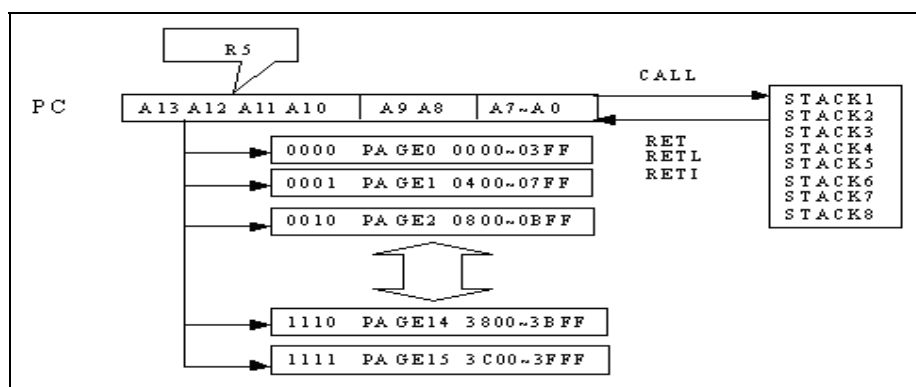 R5
CALL
PC A13 A12 A11 A10 A9 A8 A7~A0
STACK1
STACK2
STACK3
STACK4
STACK5
STACK6
STACK7
STACK8
RET
RETL
RETI
0000 PAGE0 0000~03FF
0001 PAGE1 0400~07FF
0010 PAGE2 0800~0BFF
1110 PAGE14 3800~3BFF
1111 PAGE15 3C00~3FFF